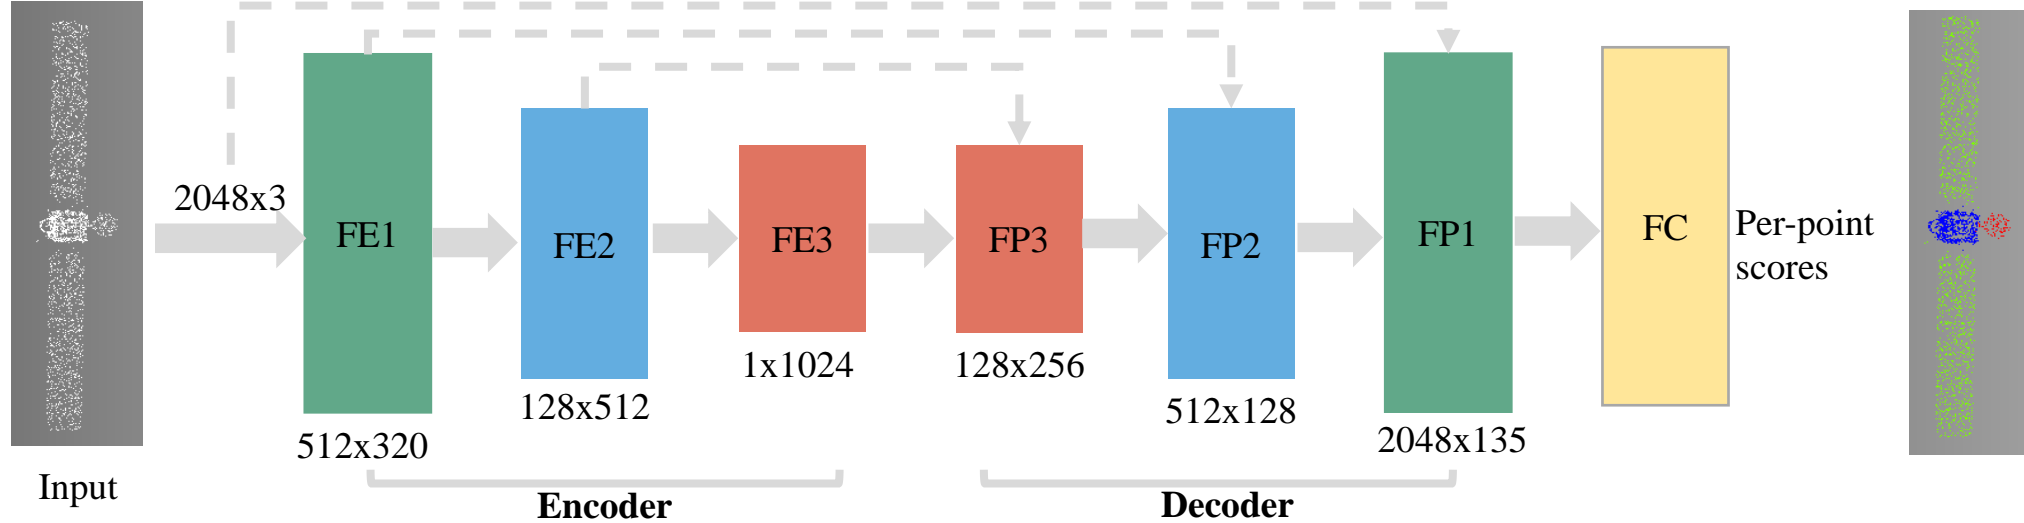 2048x3
FE1
FE2
FE3
FP3
FP2
FP1
FC
Per-point
scores
512x320
128x512
1x1024
128x256
512x128
2048x135
Input
Encoder
Decoder